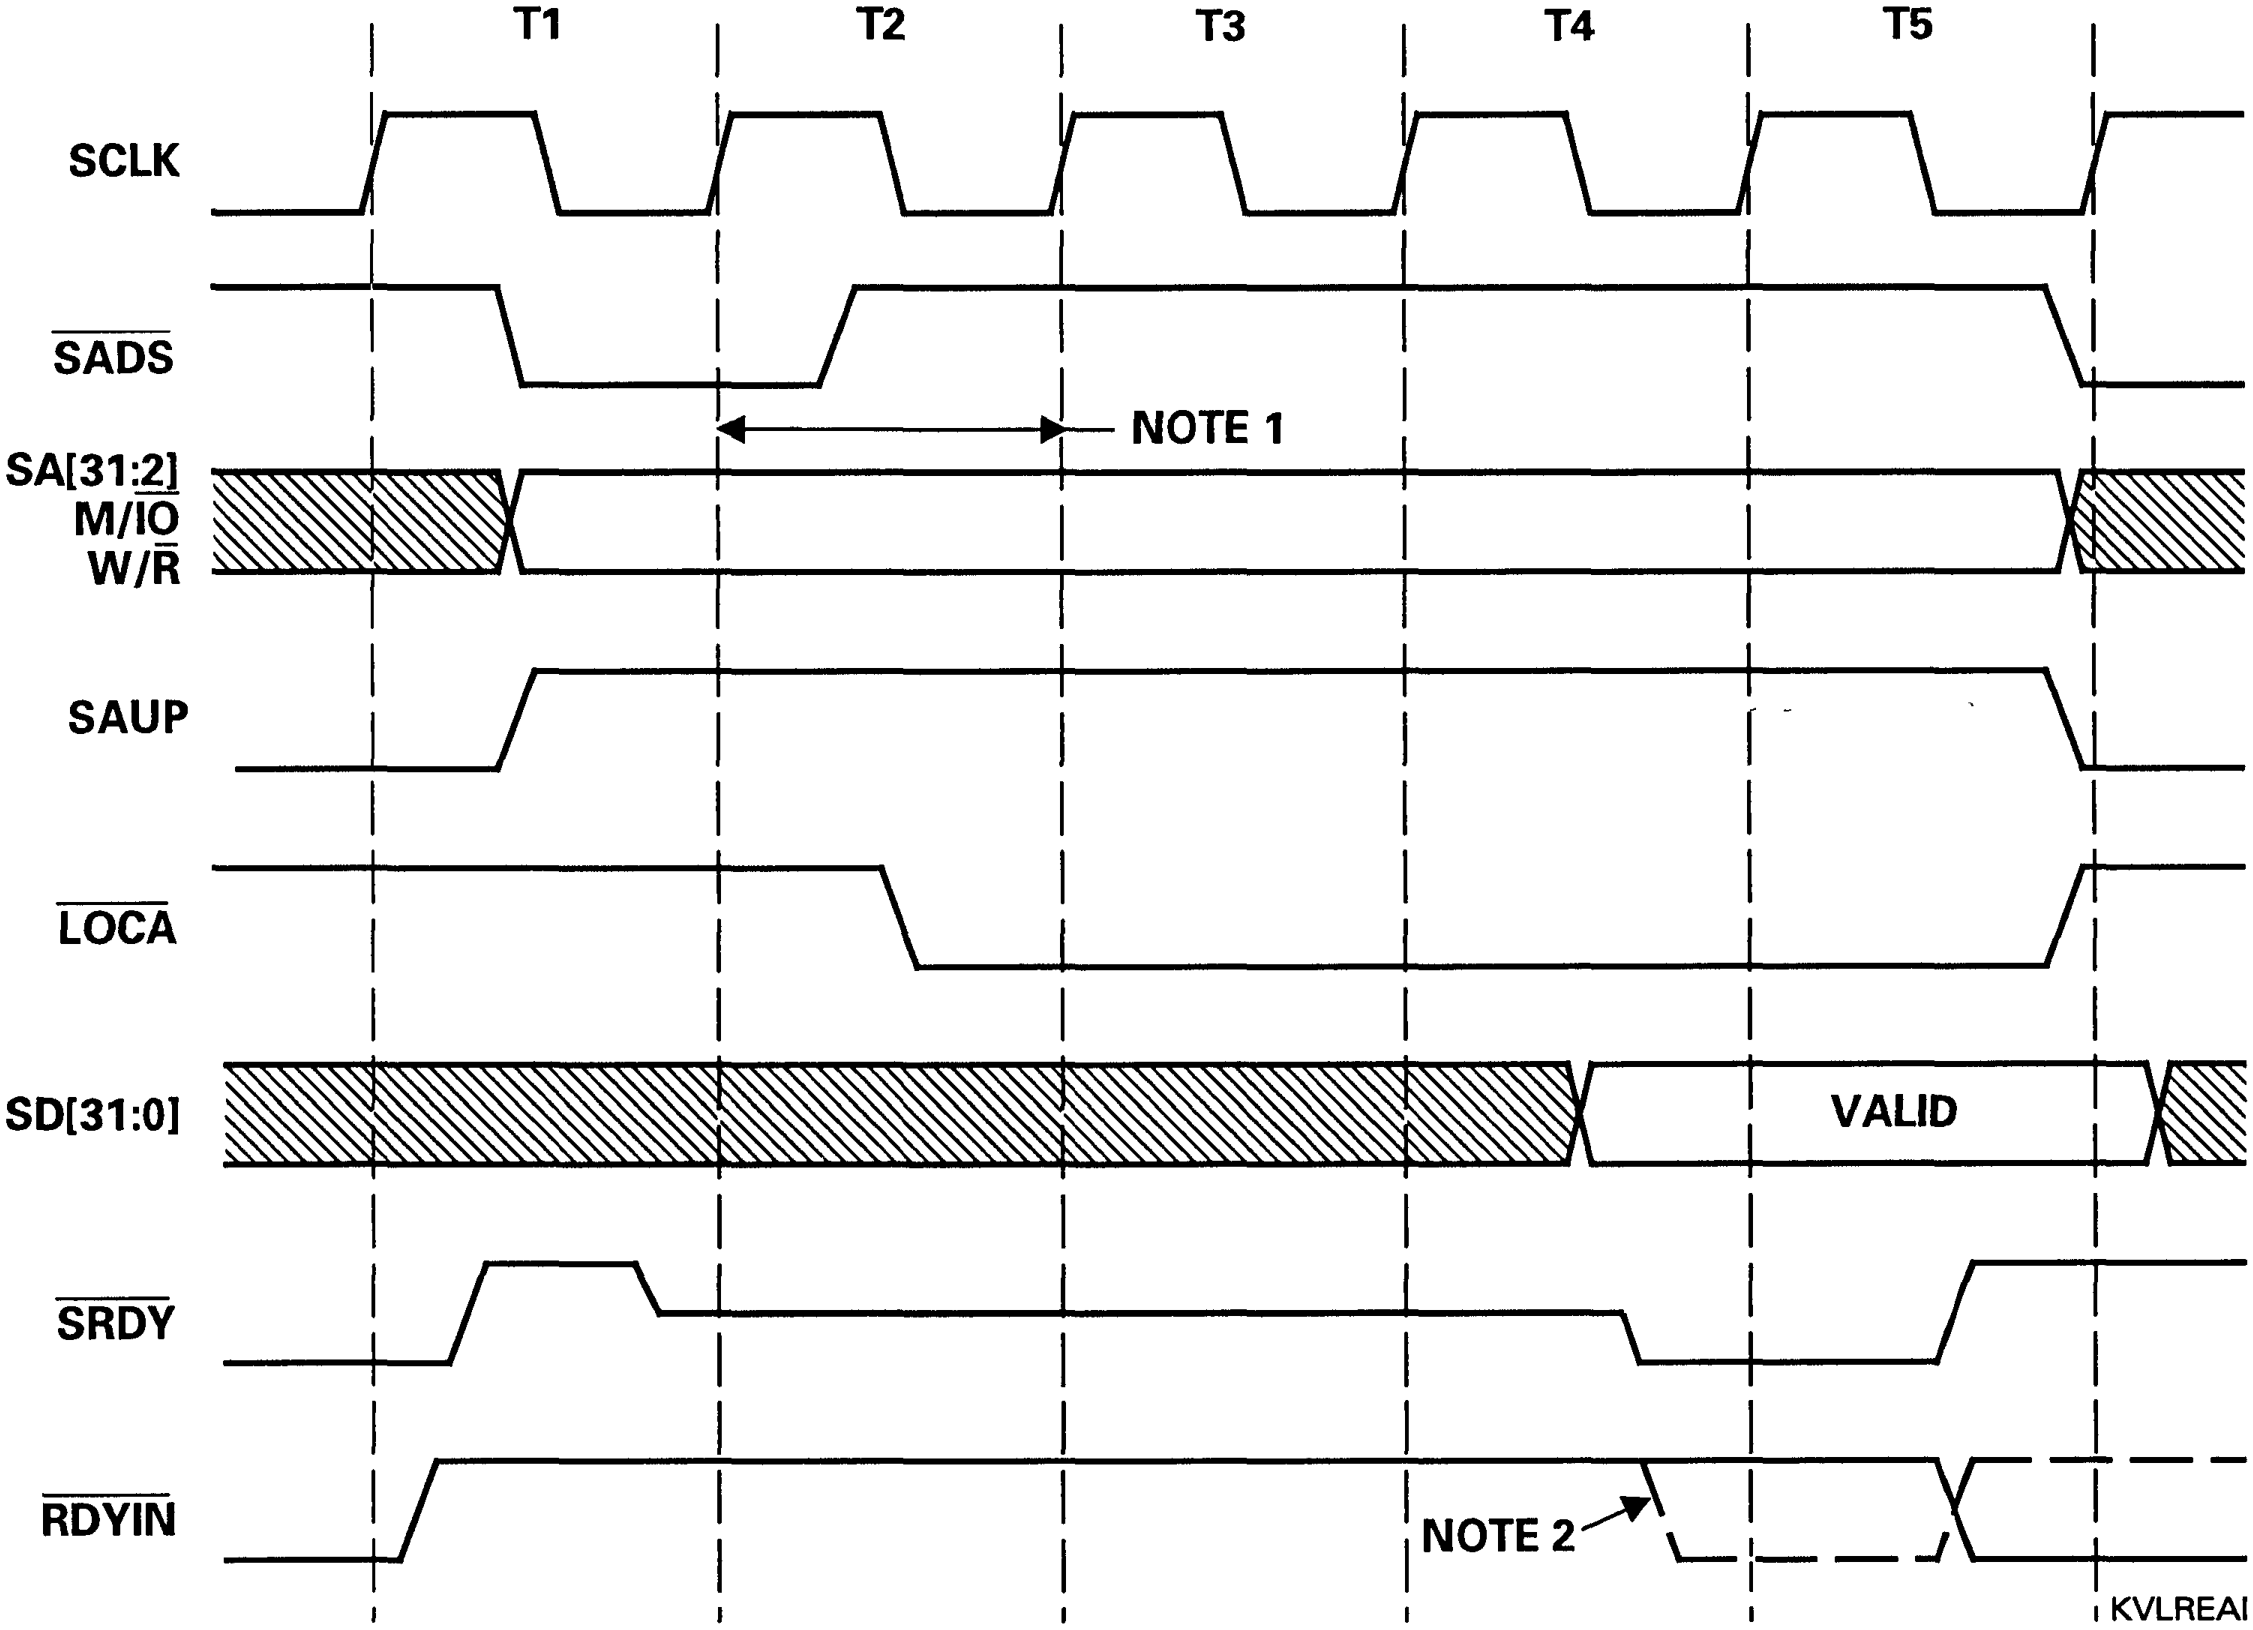 T1 T2 T3 T4 T5
SCLK
SADS
NOTE 1
SA[31:2]
M/IO
W/R
SAUP
LOCA
SD[31:0]
VALID
SRDY
RDYIN
NOTE 2
KVLREAI